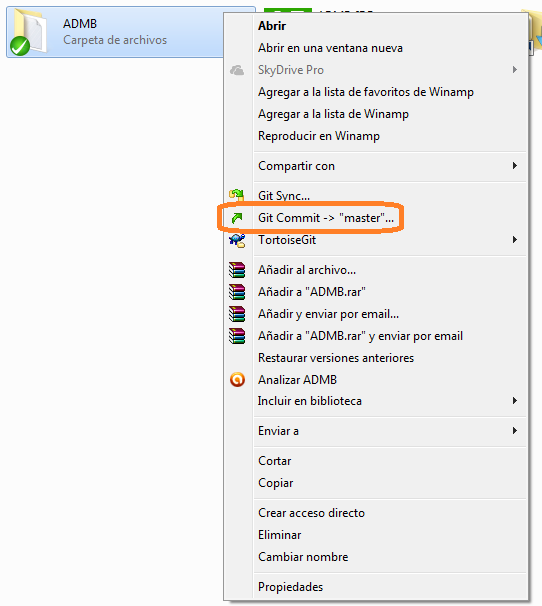 ADMB
Carpeta de archivos
Abrir
Abrir en una ventana nueva
SkyDrive Pro
Agregar a la lista de favoritos de Winamp
Agregar a la lista de Winamp
Reproducir en Winamp
Compartir con
Git Sync...
Git Commit -> "master"...
TortoiseGit
Añadir al archivo...
Añadir a "ADMB.rar"
Añadir y enviar por email...
Añadir a "ADMB.rar" y enviar por email
Restaurar versiones anteriores
Analizar ADMB
Incluir en biblioteca
Enviar a
Cortar
Copiar
Crear acceso directo
Eliminar
Cambiar nombre
Propiedades